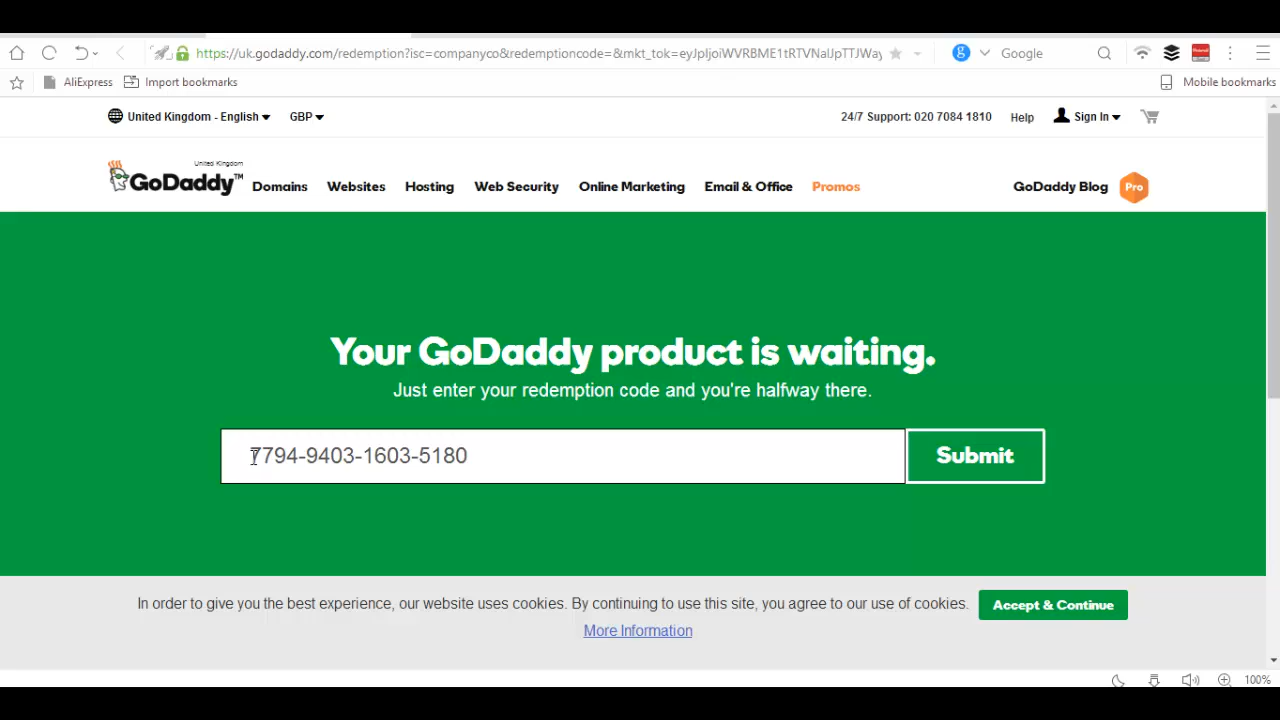 https://uk.godaddy.com/redemption?isc=companyco&redemptioncode=&mkt_tok=eyJpIjoiWVRBME1tRTVNalJpTTJWay
Google
AliExpress
Import bookmarks
Mobile bookmarks
United Kingdom - English
GBP
24/7 Support: 020 7084 1810
Help
Sign In
United Kingdom
GoDaddy™
Domains
Websites
Hosting
Web Security
Online Marketing
Email & Office
Promos
GoDaddy Blog
Pro
Your GoDaddy product is waiting.
Just enter your redemption code and you're halfway there.
7794-9403-1603-5180
Submit
In order to give you the best experience, our website uses cookies. By continuing to use this site, you agree to our use of cookies.
Accept & Continue
More Information
100%